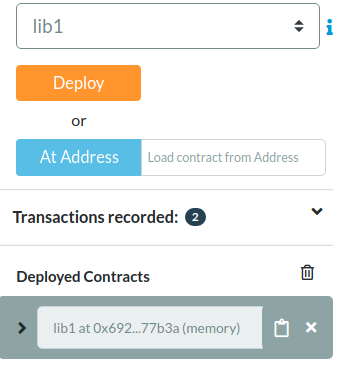 lib1
Deploy
or
At Address Load contract from Address
Transactions recorded: 2
Deployed Contracts
lib1 at 0x692...77b3a (memory)